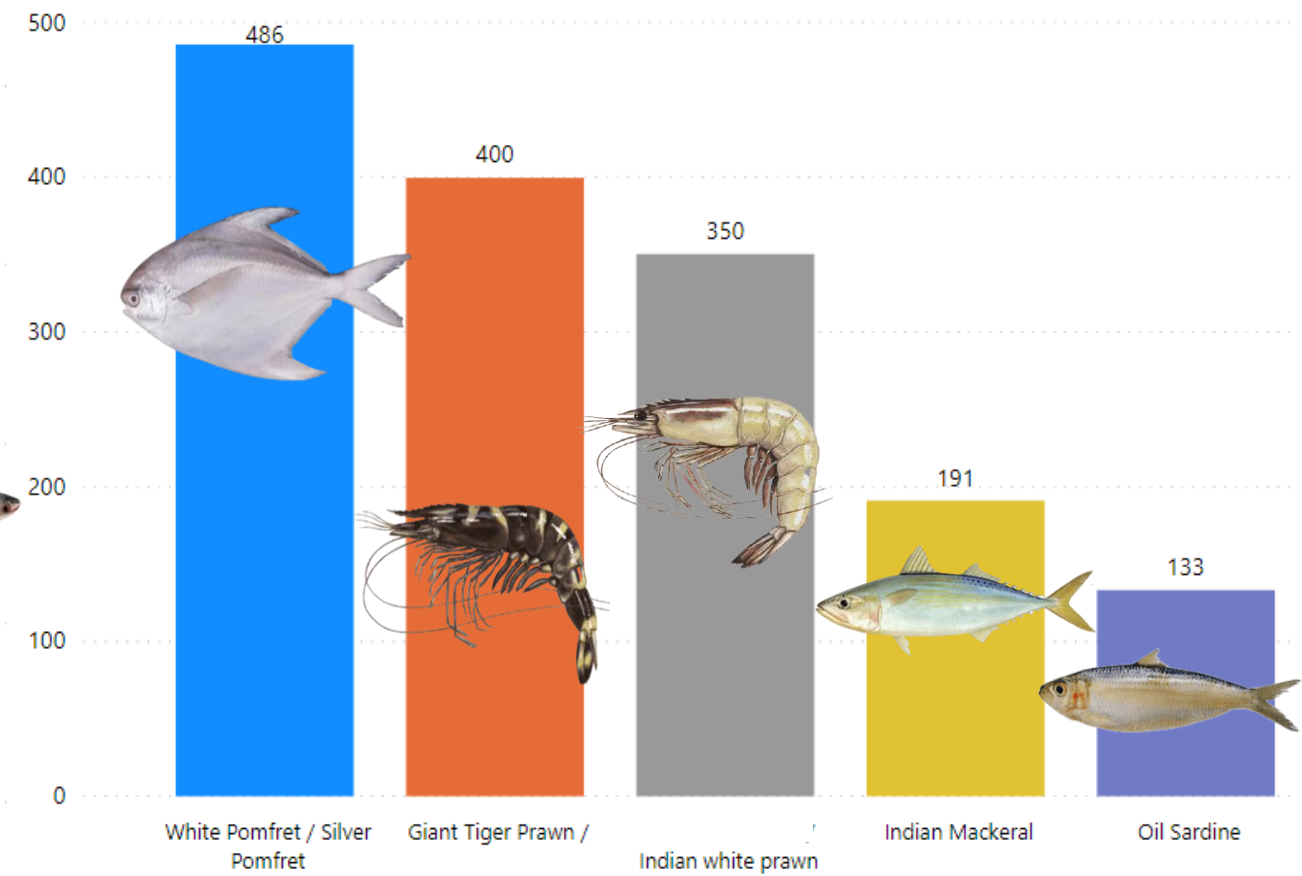 500
486
400
400
350
300
200
191
133
100
0
White Pomfret / Silver
Pomfret
Giant Tiger Prawn /
/
Indian white prawn
Indian Mackeral
Oil Sardine